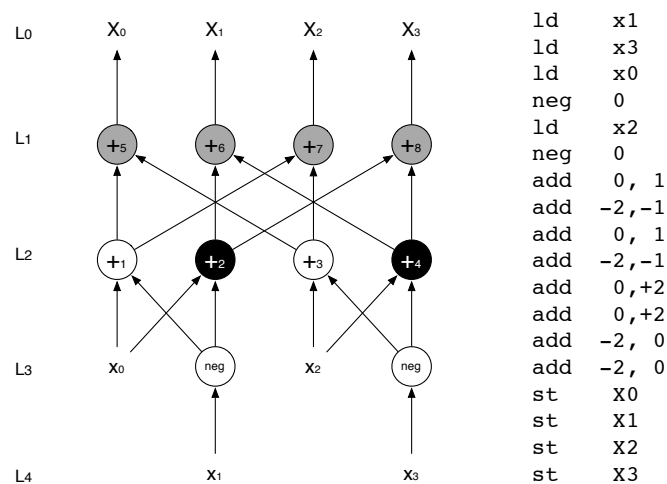 L0 X0 X1 X2 X3
L1 +5 +6 +7 +8
L2 +1 +2 +3 +4
L3 x0 neg x2 neg
L4 x1 x3
ld x1
ld x3
ld x0
neg 0
ld x2
neg 0
add 0, 1
add -2,-1
add 0, 1
add -2,-1
add 0,+2
add 0,+2
add -2, 0
add -2, 0
st X0
st X1
st X2
st X3